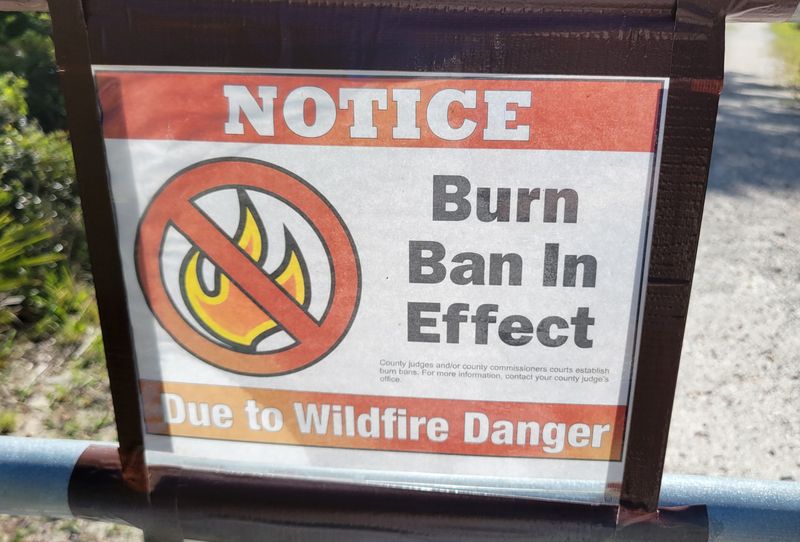 NOTICE
Burn
Ban In
Effect
County judges and/or county commissioners courts establish
burn bans. For more information, contact your county judge's
office.
Due to Wildfire Danger